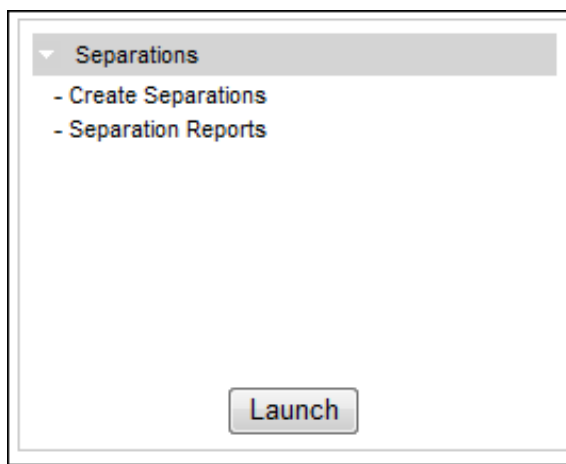 Separations
- Create Separations
- Separation Reports
Launch